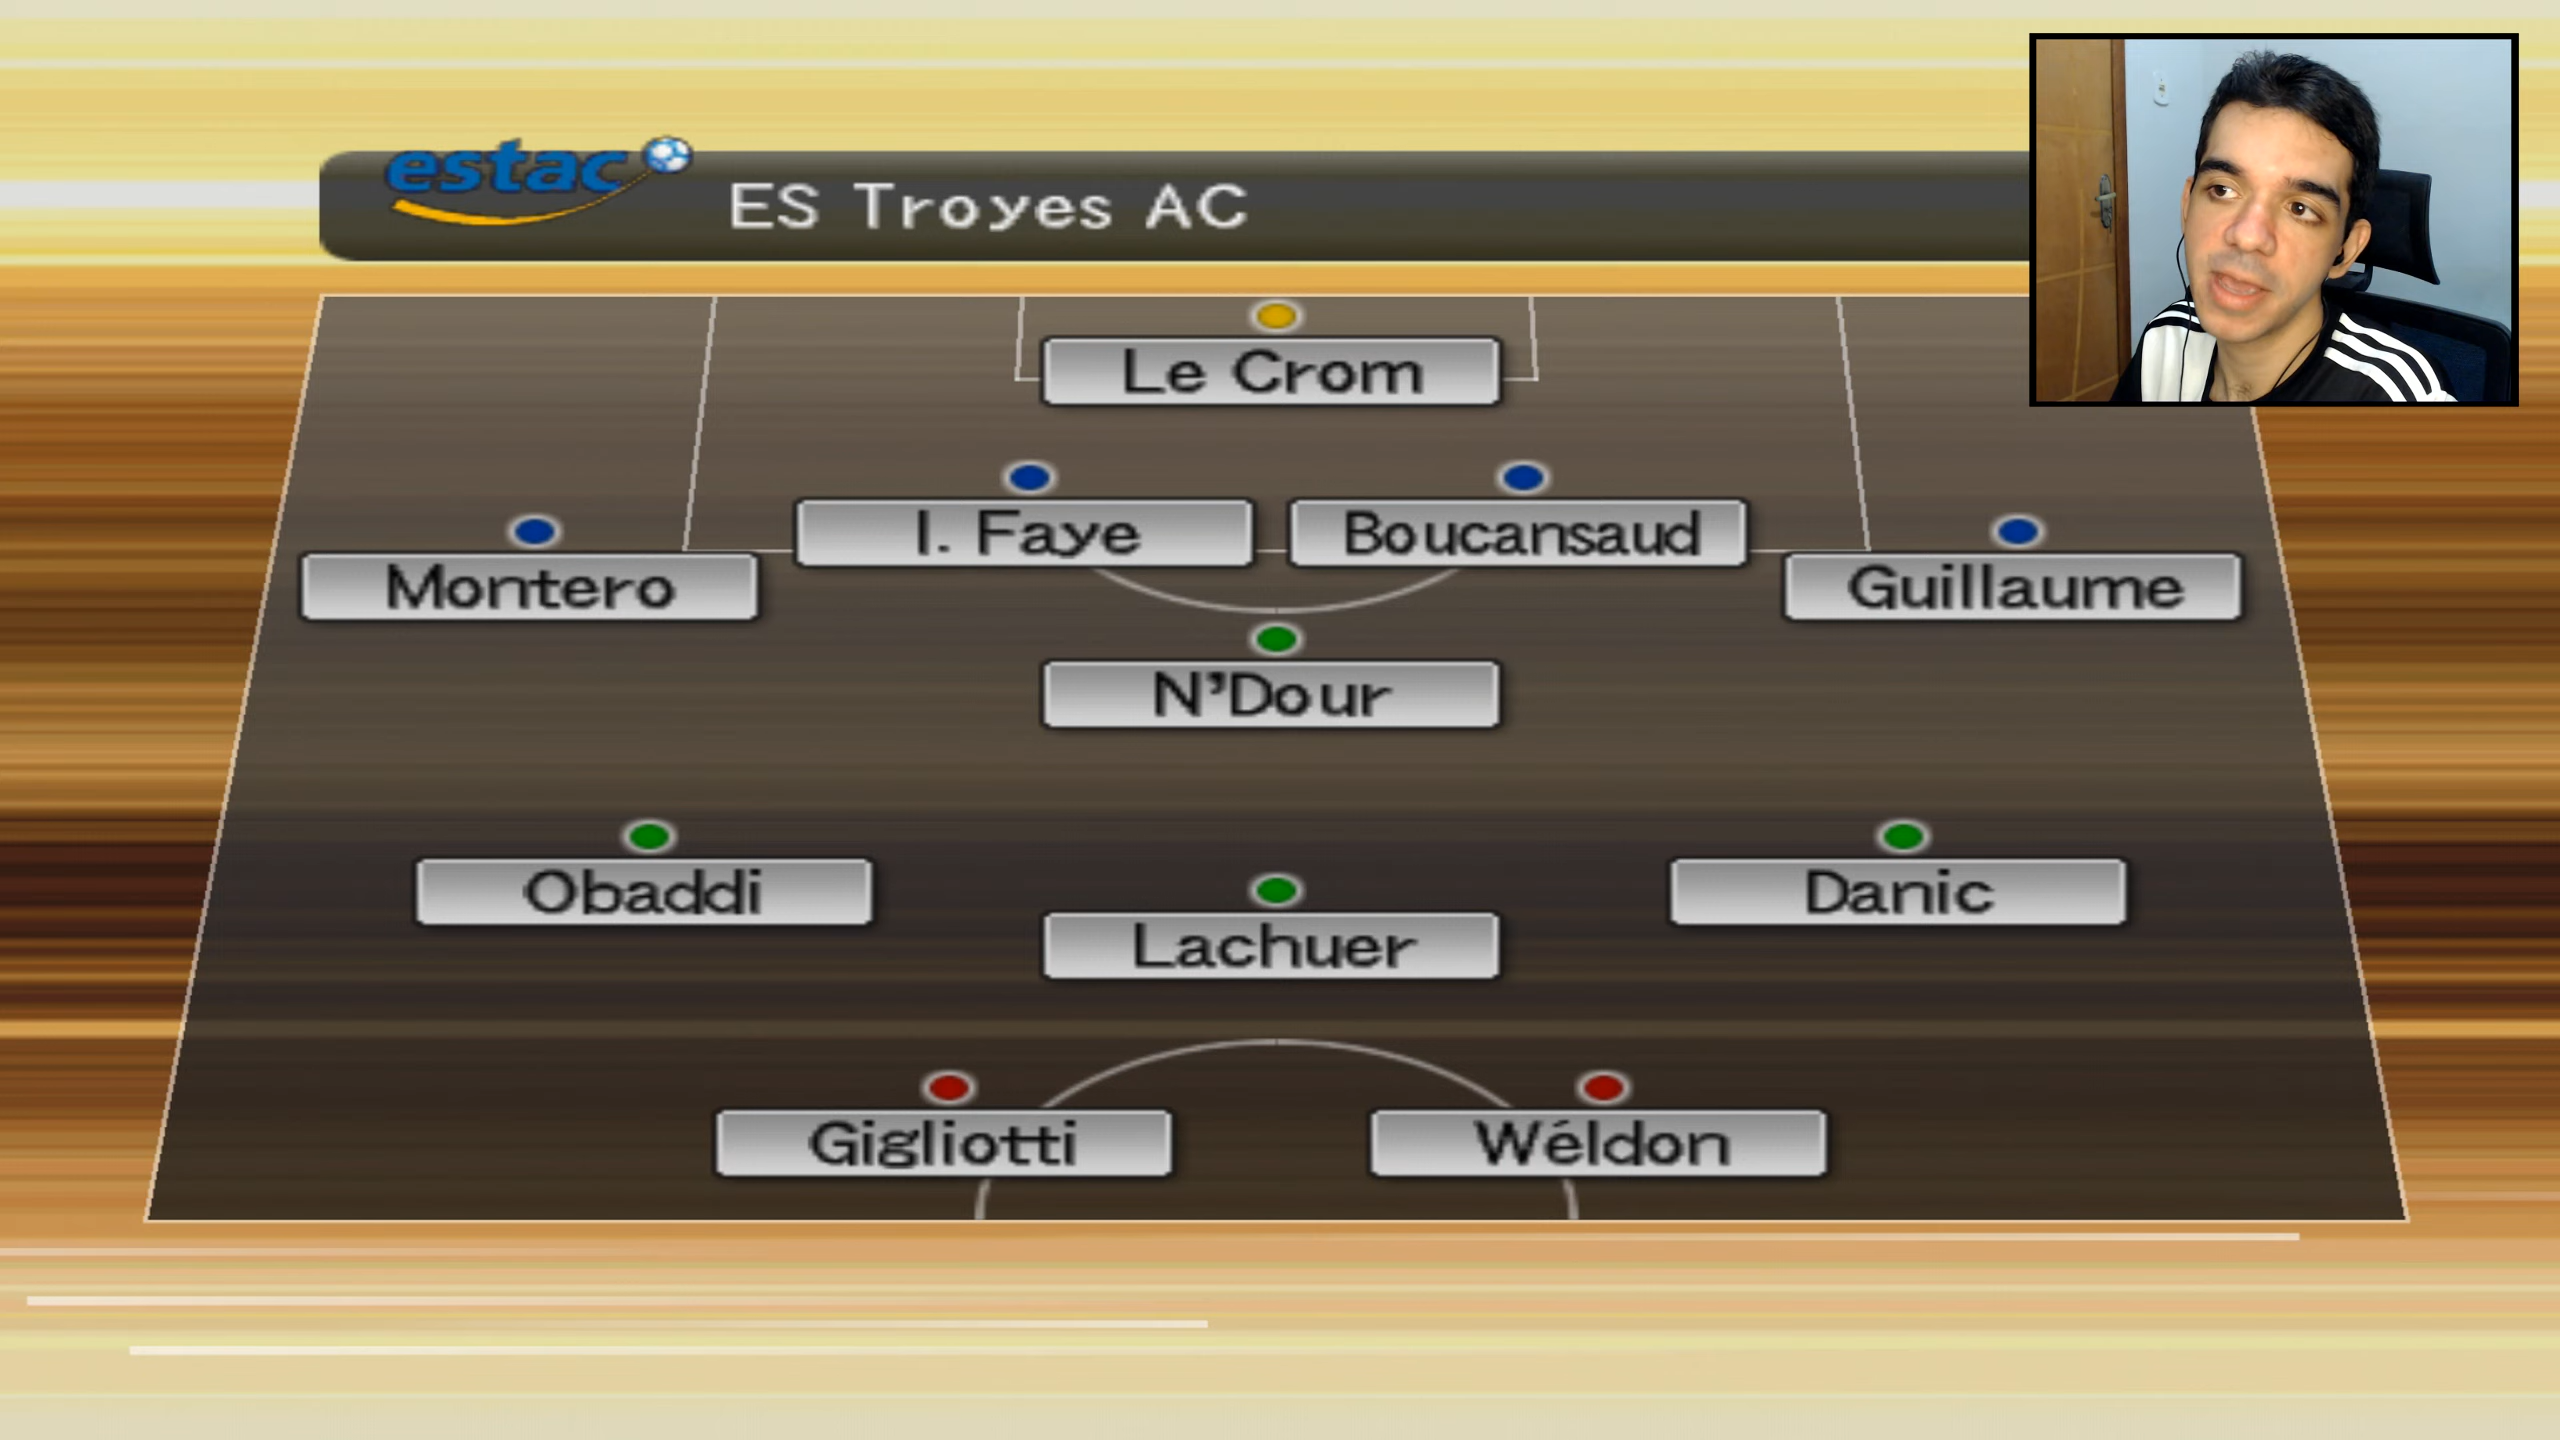 estac
ES Troyes AC
Le Crom
I. Faye
Boucansaud
Montero
Guillaume
N'Dour
Obaddi
Danic
Lachuer
Gigliotti
Wéldon